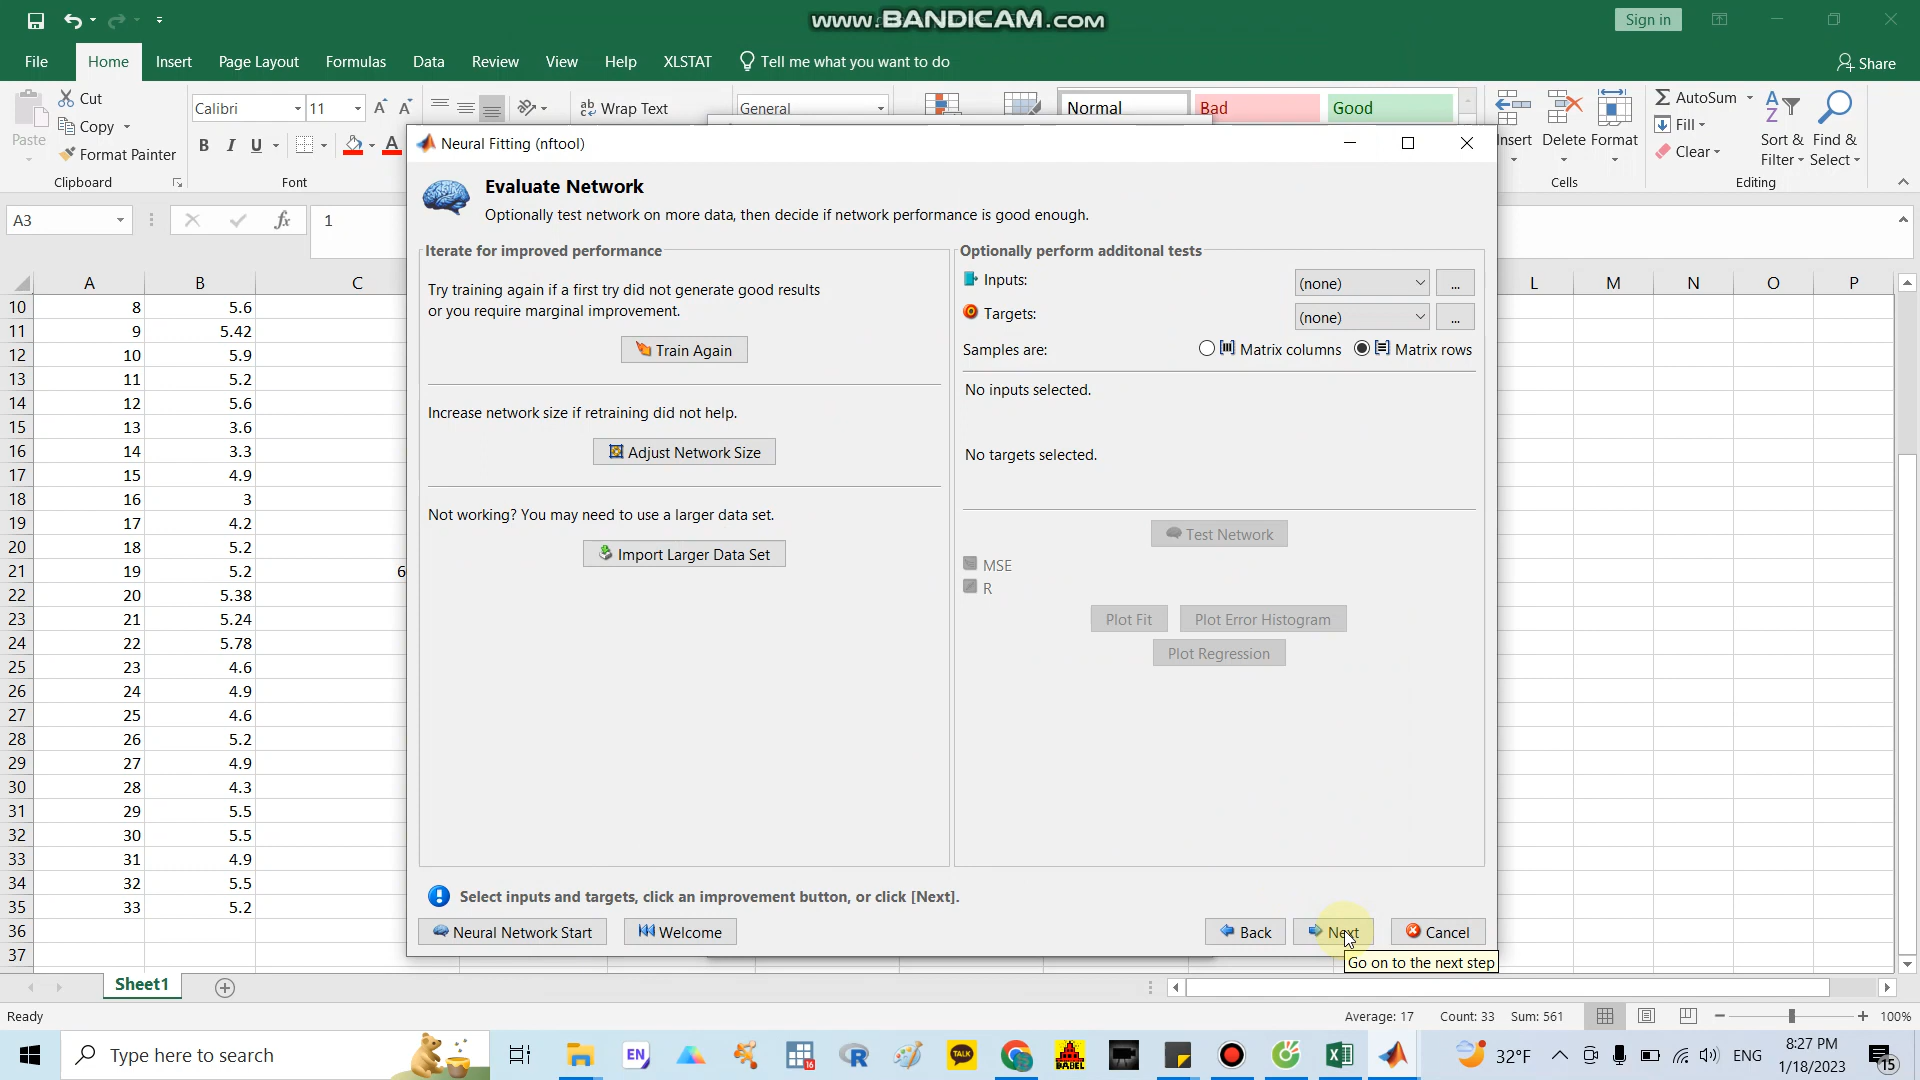 www.BANDICAM.com
Sign in
File Home Insert Page Layout Formulas Data Review View Help XLSTAT Tell me what you want to do Share
Paste
Cut
Copy
Format Painter
Clipboard
Calibri 11
B I U
Font
Wrap Text
General
Normal Bad Good
Insert Delete Format
Cells
AutoSum
Fill
Clear
Sort & Filter
Find & Select
Editing
A3 fx 1
Neural Fitting (nftool)
Evaluate Network
Optionally test network on more data, then decide if network performance is good enough.
Iterate for improved performance
Try training again if a first try did not generate good results
or you require marginal improvement.
Train Again
Increase network size if retraining did not help.
Adjust Network Size
Not working? You may need to use a larger data set.
Import Larger Data Set
Optionally perform additonal tests
Inputs: (none) ...
Targets: (none) ...
Samples are: Matrix columns Matrix rows
No inputs selected.
No targets selected.
Test Network
MSE
R
Plot Fit Plot Error Histogram
Plot Regression
Select inputs and targets, click an improvement button, or click [Next].
Neural Network Start Welcome Back Next Cancel
Go on to the next step
A B C L M N O P
10 8 5.6
11 9 5.42
12 10 5.9
13 11 5.2
14 12 5.6
15 13 3.6
16 14 3.3
17 15 4.9
18 16 3
19 17 4.2
20 18 5.2
21 19 5.2 6
22 20 5.38
23 21 5.24
24 22 5.78
25 23 4.6
26 24 4.9
27 25 4.6
28 26 5.2
29 27 4.9
30 28 4.3
31 29 5.5
32 30 5.5
33 31 4.9
34 32 5.5
35 33 5.2
36
37
Sheet1
Ready Average: 17 Count: 33 Sum: 561 100%
Type here to search
EN
16
R
TALK
BABEL
32°F
ENG
8:27 PM
1/18/2023
15